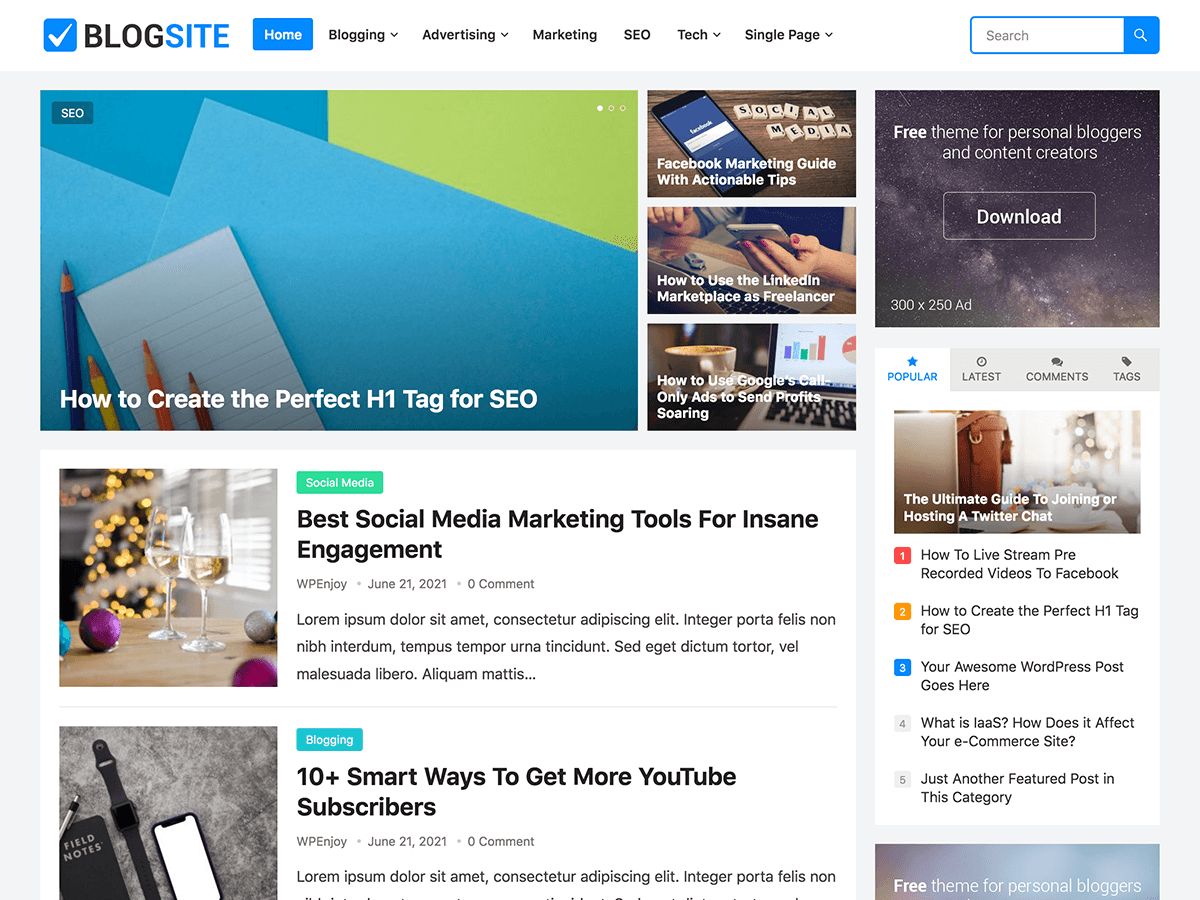 BLOGSITE
Home
Blogging
Advertising
Marketing
SEO
Tech
Single Page
Search
SEO
How to Create the Perfect H1 Tag for SEO
facebook
SOCIAL
MEDIA
Facebook Marketing Guide
With Actionable Tips
How to Use the LinkedIn
Marketplace as Freelancer
How to Use Google's Call-
Only Ads to Send Profits
Soaring
Free theme for personal bloggers
and content creators
Download
300 x 250 Ad
POPULAR
LATEST
COMMENTS
TAGS
The Ultimate Guide To Joining or
Hosting A Twitter Chat
1 How To Live Stream Pre
Recorded Videos To Facebook
2 How to Create the Perfect H1 Tag
for SEO
3 Your Awesome WordPress Post
Goes Here
4 What is IaaS? How Does it Affect
Your e-Commerce Site?
5 Just Another Featured Post in
This Category
Social Media
Best Social Media Marketing Tools For Insane
Engagement
WPEnjoy • June 21, 2021 • 0 Comment
Lorem ipsum dolor sit amet, consectetur adipiscing elit. Integer porta felis non
nibh interdum, tempus tempor urna tincidunt. Sed eget dictum tortor, vel
malesuada libero. Aliquam mattis...
FIELD
NOTES
Blogging
10+ Smart Ways To Get More YouTube
Subscribers
WPEnjoy • June 21, 2021 • 0 Comment
Lorem ipsum dolor sit amet, consectetur adipiscing elit. Integer porta felis non
Free theme for personal bloggers